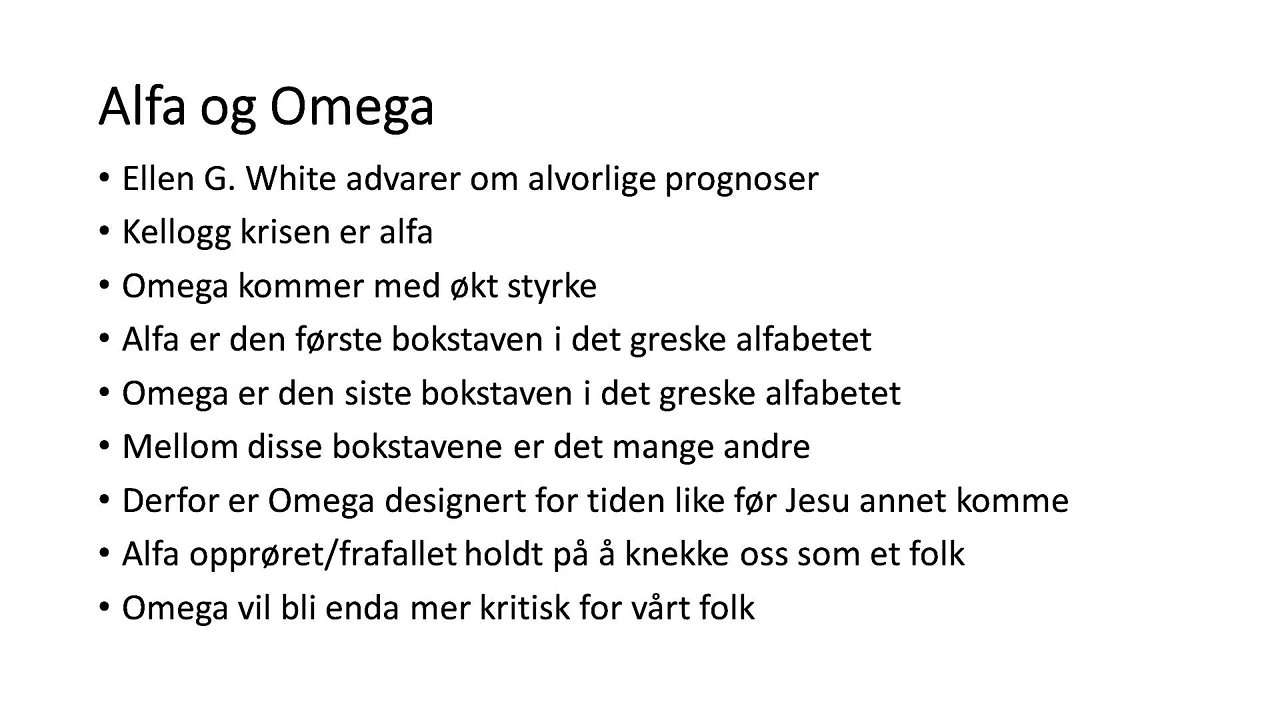 Alfa og Omega
• Ellen G. White advarer om alvorlige prognoser
• Kellogg krisen er alfa
• Omega kommer med økt styrke
• Alfa er den første bokstaven i det greske alfabetet
• Omega er den siste bokstaven i det greske alfabetet
• Mellom disse bokstavene er det mange andre
• Derfor er Omega designert for tiden like før Jesu annet komme
• Alfa opprøret/frafallet holdt på å knekke oss som et folk
• Omega vil bli enda mer kritisk for vårt folk